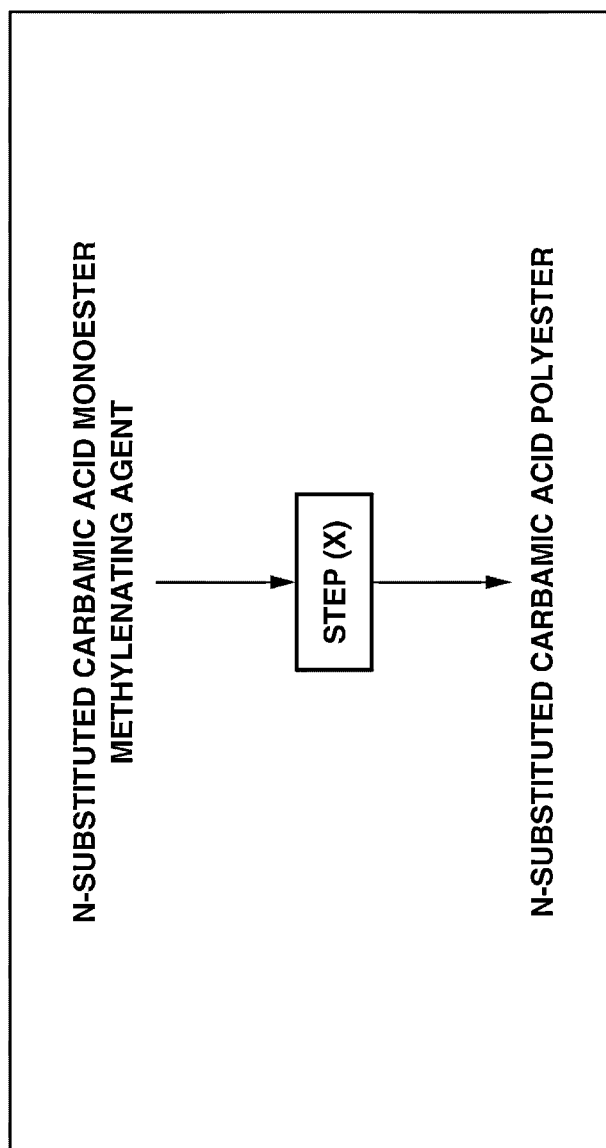 N-SUBSTITUTED CARBAMIC ACID MONOESTER
METHYLENATING AGENT
STEP (X)
N-SUBSTITUTED CARBAMIC ACID POLYESTER